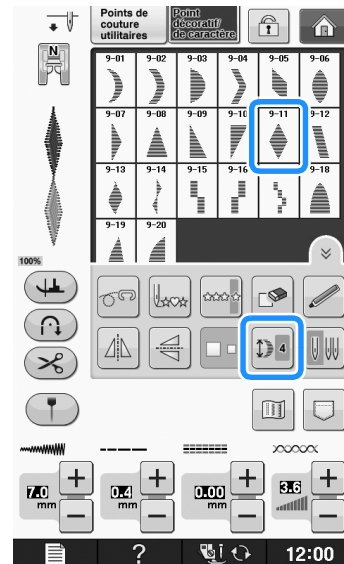 Points de
couture
utilitaires
Point
décoratif/
de caractère
N
9-01 9-02 9-03 9-04 9-05 9-06
9-07 9-08 9-09 9-10 9-11 9-12
9-13 9-14 9-15 9-16 9-17 9-18
9-19 9-20
100%
4
7.0 mm
0.4 mm
0.00 mm
3.6
?
12:00